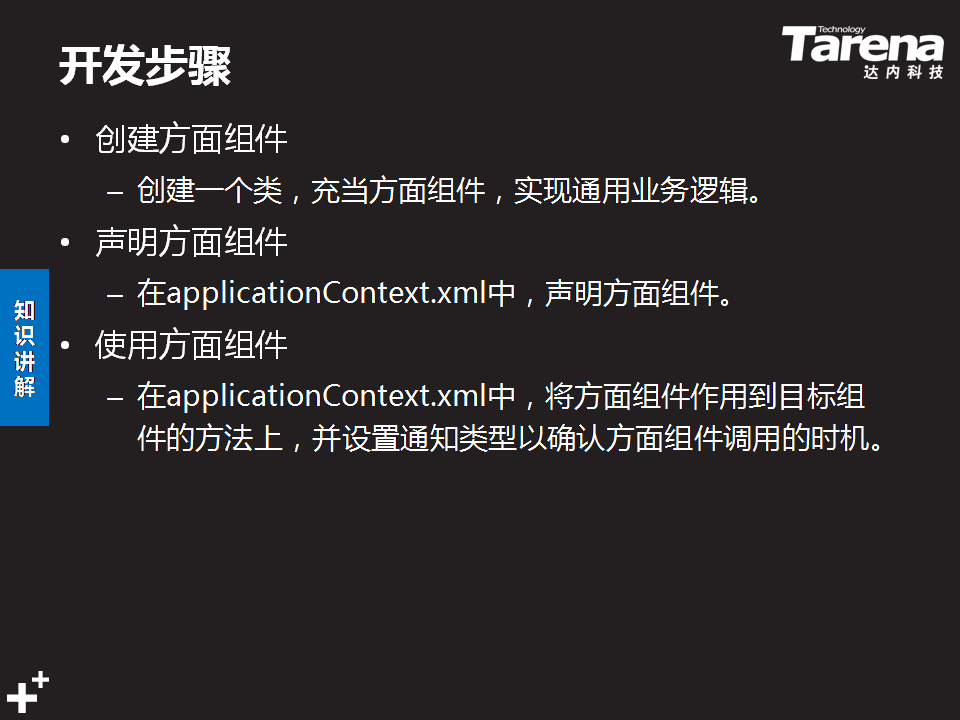 开发步骤
Technology
Tarena
达内科技
• 创建方面组件
– 创建一个类，充当方面组件，实现通用业务逻辑。
• 声明方面组件
– 在applicationContext.xml中，声明方面组件。
• 使用方面组件
– 在applicationContext.xml中，将方面组件作用到目标组
件的方法上，并设置通知类型以确认方面组件调用的时机。
知
识
讲
解